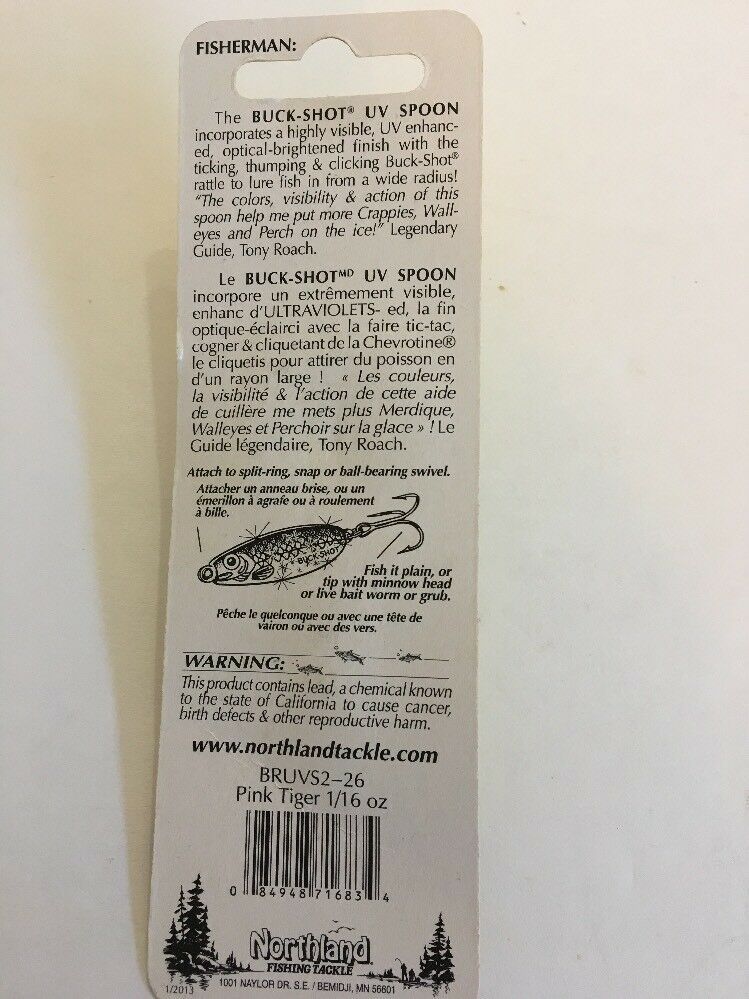 FISHERMAN:
The BUCK-SHOT® UV SPOON
incorporates a highly visible, UV enhanc-
ed, optical-brightened finish with the
ticking, thumping & clicking Buck-Shot®
rattle to lure fish in from a wide radius!
"The colors, visibility & action of this
spoon help me put more Crappies, Wall-
eyes and Perch on the ice!" Legendary
Guide, Tony Roach.
Le BUCK-SHOTMD UV SPOON
incorpore un extrêmement visible,
enhanc d'ULTRAVIOLETS- ed, la fin
optique-éclairci avec la faire tic-tac,
cogner & cliquetant de la Chevrotine®
le cliquetis pour attirer du poisson en
d'un rayon large ! « Les couleurs,
la visibilité & l'action de cette aide
de cuillère me mets plus Merdique,
Walleyes et Perchoir sur la glace » ! Le
Guide légendaire, Tony Roach.
Attach to split-ring, snap or ball-bearing swivel.
Attacher un anneau brise, ou un
émerillon à agrafe ou à roulement
à bille.
BUCK-SHOT
Fish it plain, or
tip with minnow head
or live bait worm or grub.
Pêche le quelconque ou avec une tête de
vairon ou avec des vers.
WARNING:
This product contains lead, a chemical known
to the state of California to cause cancer,
birth defects & other reproductive harm.
www.northlandtackle.com
BRUVS2-26
Pink Tiger 1/16 oz
0 84948 71683 4
Northland
FISHING TACKLE
1/2013
1001 NAYLOR DR. S.E. / BEMIDJI, MN 56601